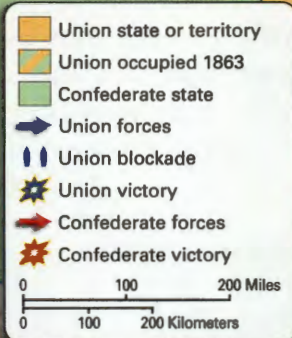 Union state or territory
Union occupied 1863
Confederate state
Union forces
Union blockade
Union victory
Confederate forces
Confederate victory
0 100 200 Miles
0 100 200 Kilometers